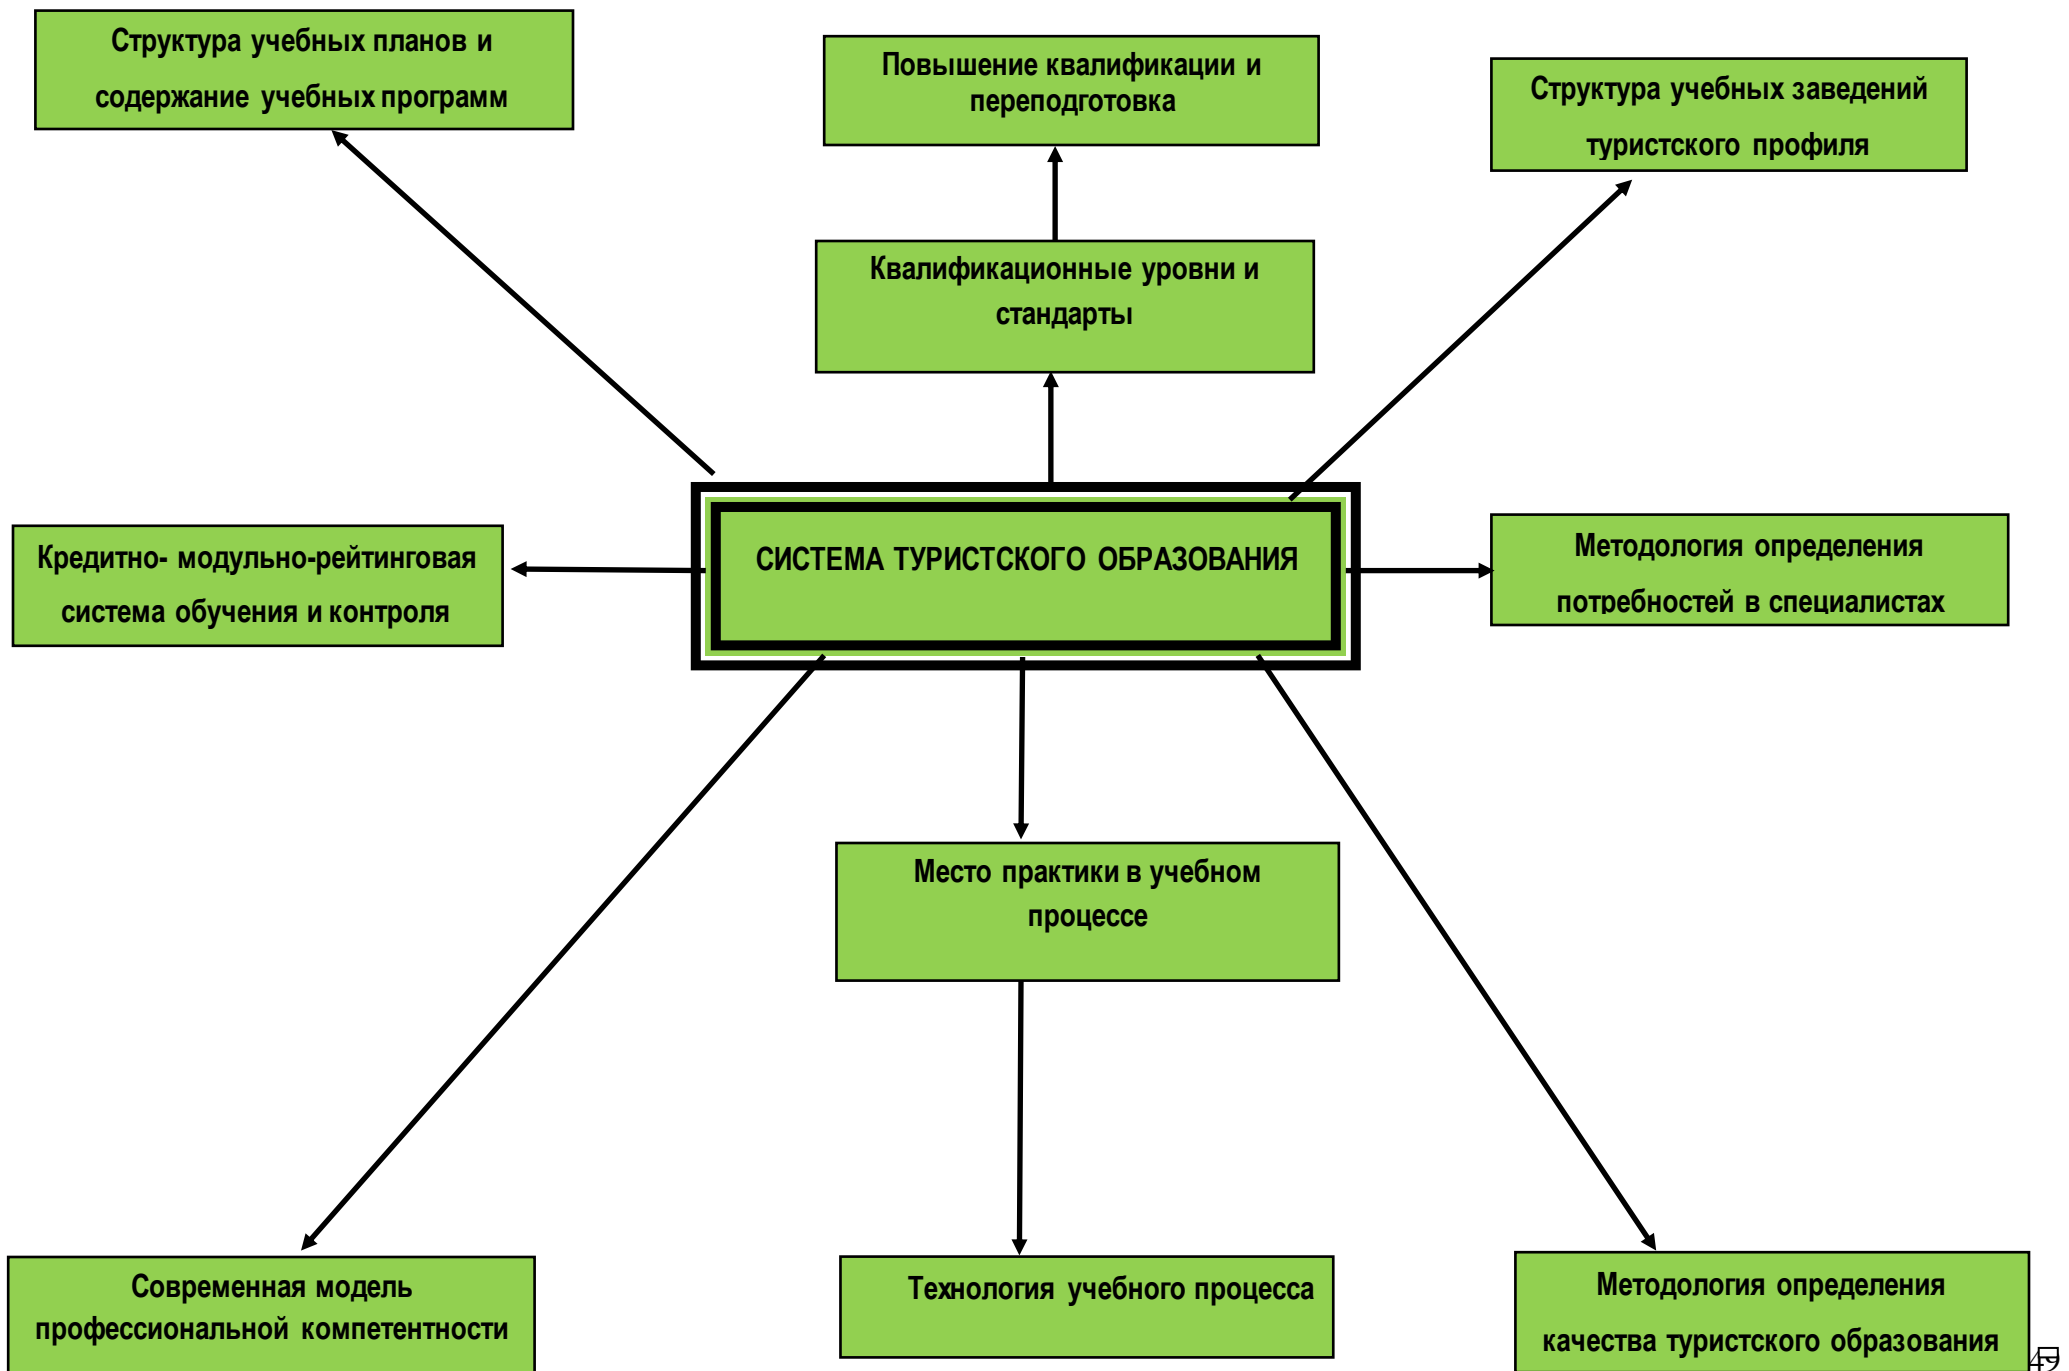 Структура учебных планов и
содержание учебных программ
Повышение квалификации и
переподготовка
Структура учебных заведений
туристского профиля
Квалификационные уровни и
стандарты
Кредитно- модульно-рейтинговая
система обучения и контроля
СИСТЕМА ТУРИСТСКОГО ОБРАЗОВАНИЯ
Методология определения
потребностей в специалистах
Место практики в учебном
процессе
Современная модель
профессиональной компетентности
Технология учебного процесса
Методология определения
качества туристского образования